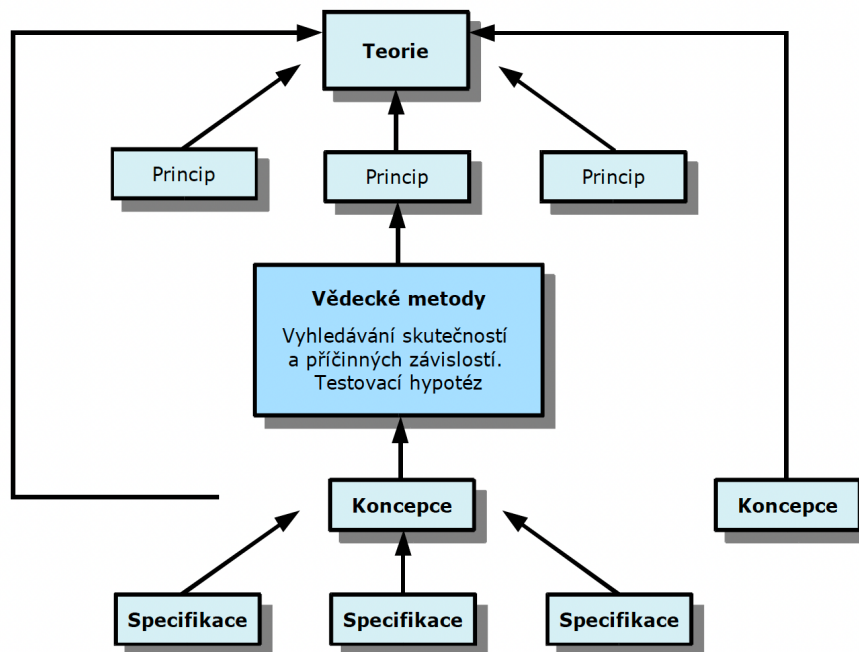 Teorie
Princip
Princip
Princip
Vědecké metody
Vyhledávání skutečností
a příčinných závislostí.
Testovací hypotéz
Koncepce
Koncepce
Specifikace
Specifikace
Specifikace